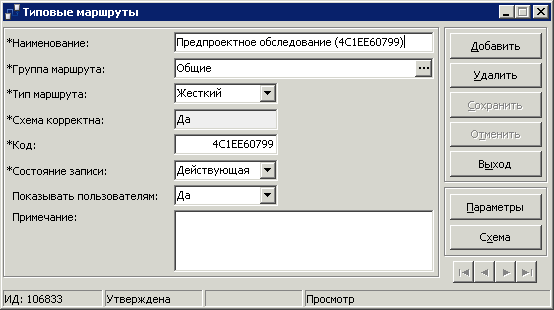 Типовые маршруты
*Наименование: Предпроектное обследование (4C1EE60799)
*Группа маршрута: Общие ...
*Тип маршрута: Жесткий
*Схема корректна: Да
*Код: 4C1EE60799
*Состояние записи: Действующая
Показывать пользователям: Да
Примечание:
Добавить
Удалить
Сохранить
Отменить
Выход
Параметры
Схема
ИД: 106833 Утверждена Просмотр